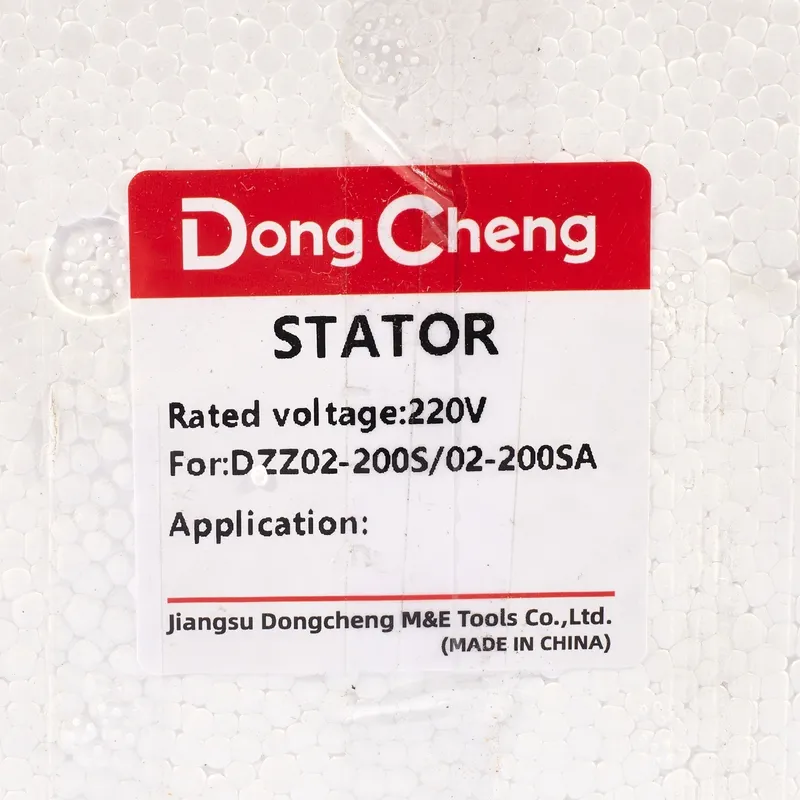 DongCheng
STATOR
Rated voltage:220V
For:DZZ02-200S/02-200SA
Application:
Jiangsu Dongcheng M&E Tools Co.,Ltd.
(MADE IN CHINA)